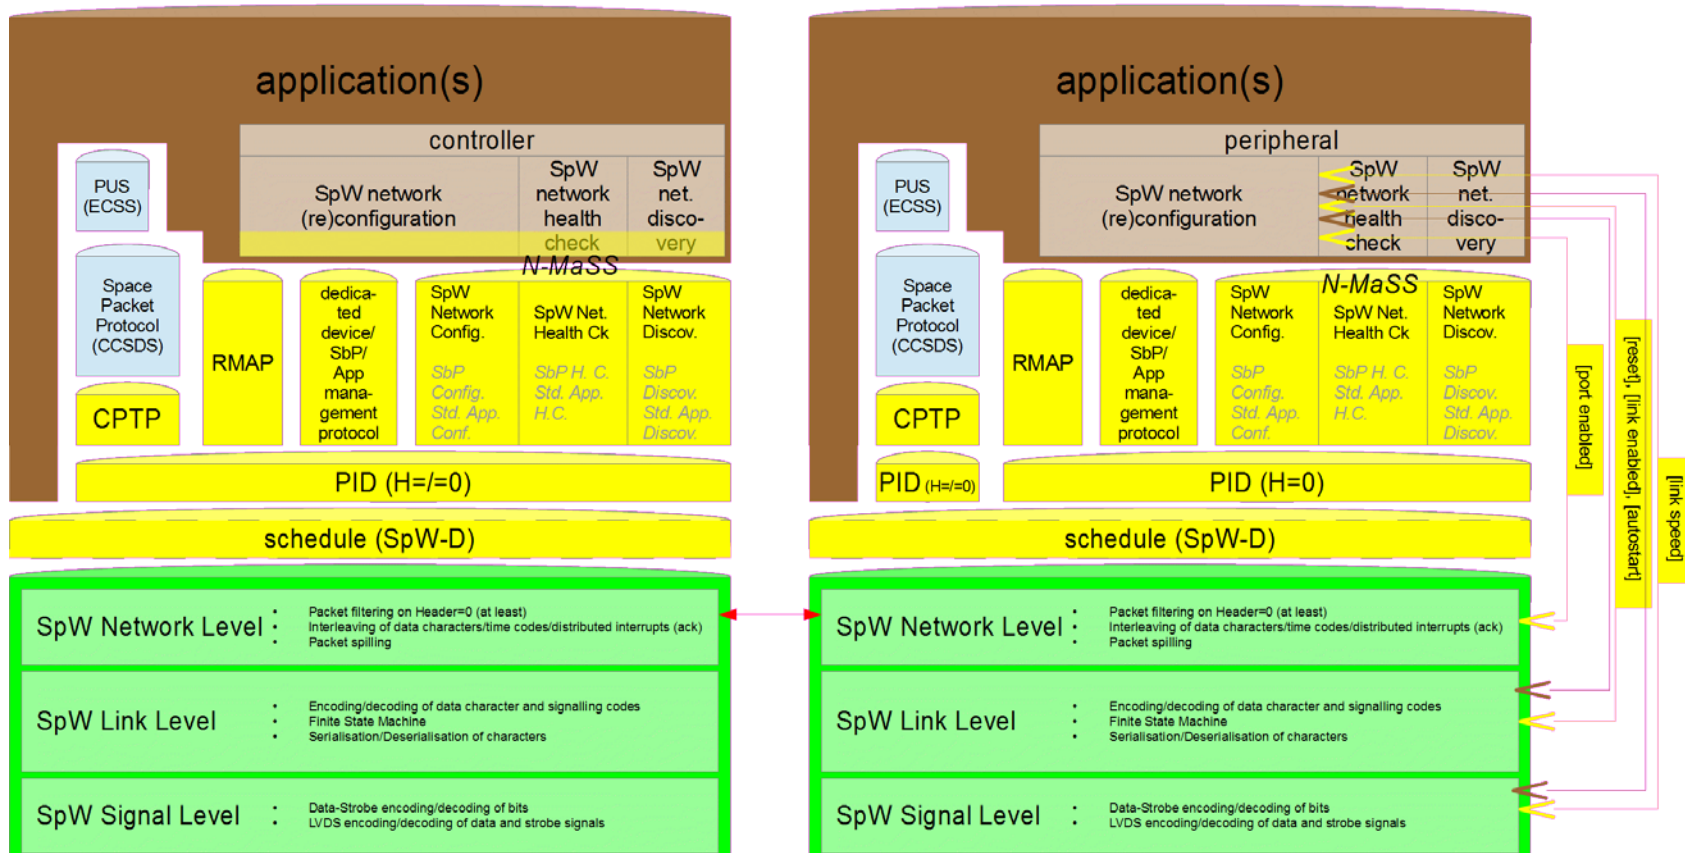 application(s)
controller
SpW network
(re)configuration
SpW
network
health
check
SpW
net.
disco-
very
PUS
(ECSS)
Space
Packet
Protocol
(CCSDS)
CPTP
RMAP
dedica-
ted
device/
SbP/
App
mana-
gement
protocol
N-MaSS
SpW
Network
Config.
SbP
Config.
Std. App.
Conf.
SpW Net.
Health Ck
SbP H. C.
Std. App.
H.C.
SpW
Network
Discov.
SbP
Discov.
Std. App.
Discov.
PID (H=/=0)
schedule (SpW-D)
SpW Network Level
• Packet filtering on Header=0 (at least)
• Interleaving of data characters/time codes/distributed interrupts (ack)
• Packet spilling
SpW Link Level
• Encoding/decoding of data character and signalling codes
• Finite State Machine
• Serialisation/Deserialisation of characters
SpW Signal Level
• Data-Strobe encoding/decoding of bits
• LVDS encoding/decoding of data and strobe signals
application(s)
peripheral
SpW network
(re)configuration
SpW
network
health
check
SpW
net.
disco-
very
PUS
(ECSS)
Space
Packet
Protocol
(CCSDS)
CPTP
PID (H=/=0)
RMAP
dedica-
ted
device/
SbP/
App
mana-
gement
protocol
N-MaSS
SpW
Network
Config.
SbP
Config.
Std. App.
Conf.
SpW Net.
Health Ck
SbP H. C.
Std. App.
H.C.
SpW
Network
Discov.
SbP
Discov.
Std. App.
Discov.
PID (H=0)
schedule (SpW-D)
SpW Network Level
• Packet filtering on Header=0 (at least)
• Interleaving of data characters/time codes/distributed interrupts (ack)
• Packet spilling
SpW Link Level
• Encoding/decoding of data character and signalling codes
• Finite State Machine
• Serialisation/Deserialisation of characters
SpW Signal Level
• Data-Strobe encoding/decoding of bits
• LVDS encoding/decoding of data and strobe signals
[port enabled]
[reset], [link enabled], [autostart]
[link speed]